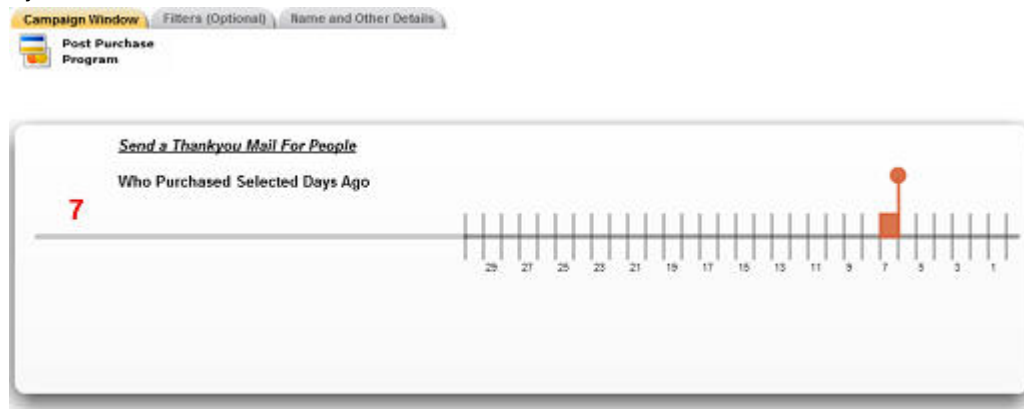 Campaign Window Filters (Optional) Name and Other Details
Post Purchase
Program
Send a Thankyou Mail For People
Who Purchased Selected Days Ago
7
29 27 25 23 21 19 17 15 13 11 9 7 5 3 1